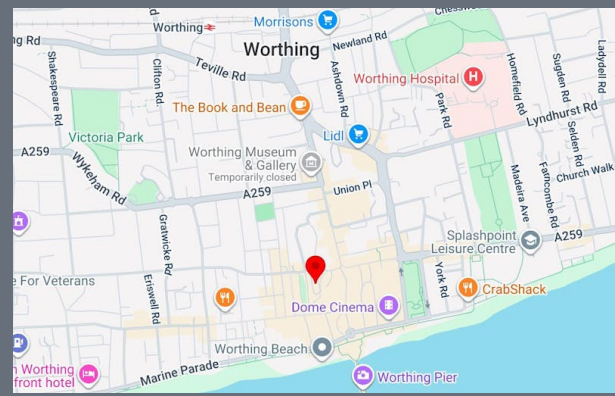 Morrisons
Worthing
Worthing
Newland Rd
Chesswood
ng Rd
Teville Rd
Shakespeare Rd
Clifton Rd
Ashdown Rd
Worthing Hospital
H
Homefield Rd
Sugden Rd
Ladydell Rd
The Book and Bean
Park Rd
Lyndhurst Rd
Victoria Park
Lidl
Selden Rd
A259
Worthing Museum
& Gallery
Temporarily closed
Wykeham Rd
A259
Union Pl
Church Walk
Farncombe Rd
Madeira Ave
Gratwicke Rd
Splashpoint
Leisure Centre
A259
e For Veterans
Eriswell Rd
York Rd
CrabShack
Dome Cinema
Worthing Beach
n Worthing
front hotel
Marine Parade
Worthing Pier